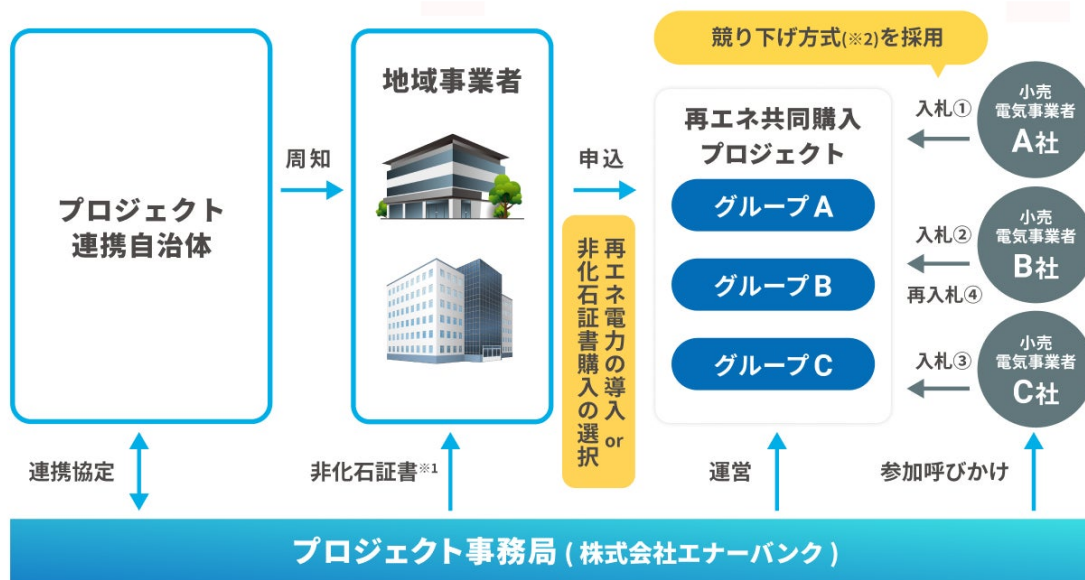 競り下げ方式(※2)を採用
プロジェクト
連携自治体
周知
地域事業者
申込
再エネ電力の導入 or
非化石証書購入の選択
再エネ共同購入
プロジェクト
グループ A
グループ B
グループ C
入札①
小売
電気事業者
A社
入札②
再入札④
小売
電気事業者
B社
入札③
小売
電気事業者
C社
連携協定
非化石証書※1
運営
参加呼びかけ
プロジェクト事務局 ( 株式会社エナーバンク )